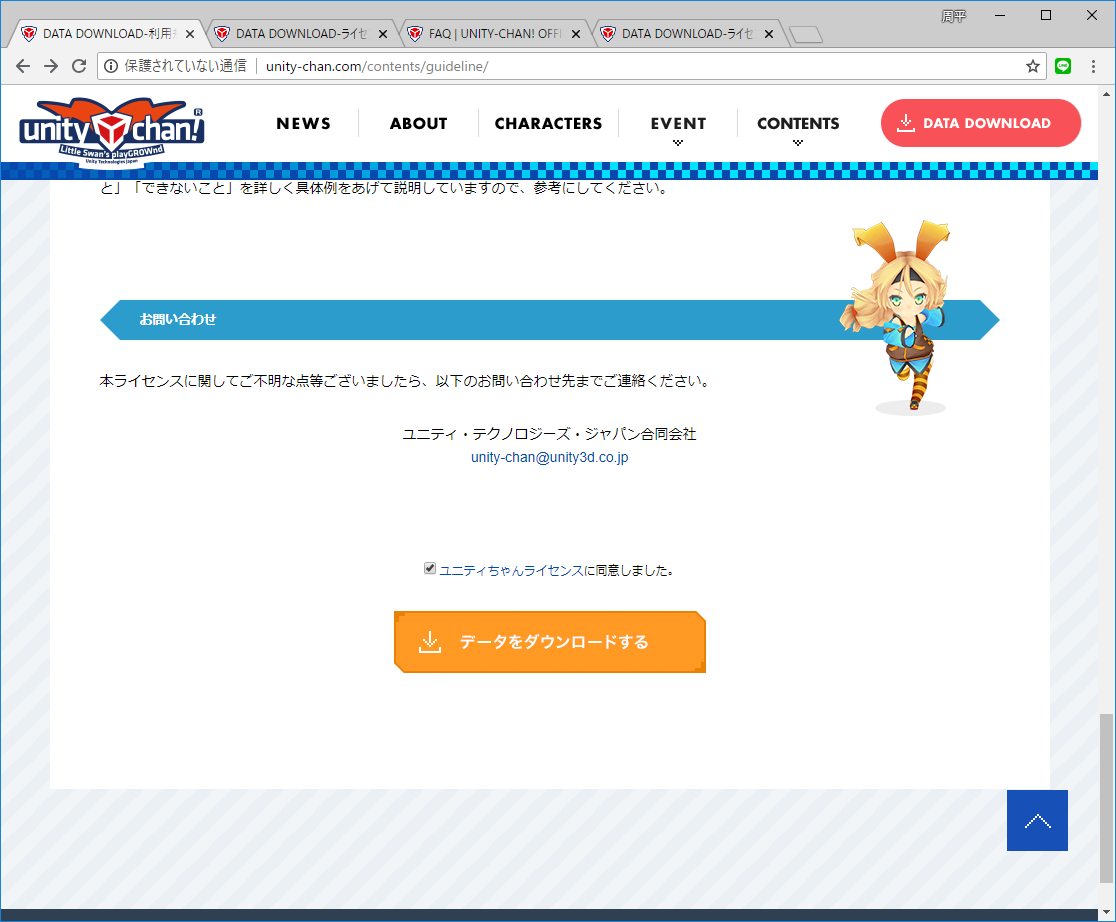 周平
DATA DOWNLOAD-利用
DATA DOWNLOAD-ライセ
FAQ | UNITY-CHAN! OFFI
DATA DOWNLOAD-ライセ
保護されていない通信
unity-chan.com/contents/guideline/
unity-chan!®
Little Swan's playGROWnd
Unity Technologies Japan
NEWS
ABOUT
CHARACTERS
EVENT
CONTENTS
DATA DOWNLOAD
と」「できないこと」を詳しく具体例をあげて説明していますので、参考にしてください。
お問い合わせ
本ライセンスに関してご不明な点等ございましたら、以下のお問い合わせ先までご連絡ください。
ユニティ・テクノロジーズ・ジャパン合同会社
unity-chan@unity3d.co.jp
ユニティちゃんライセンスに同意しました。
データをダウンロードする